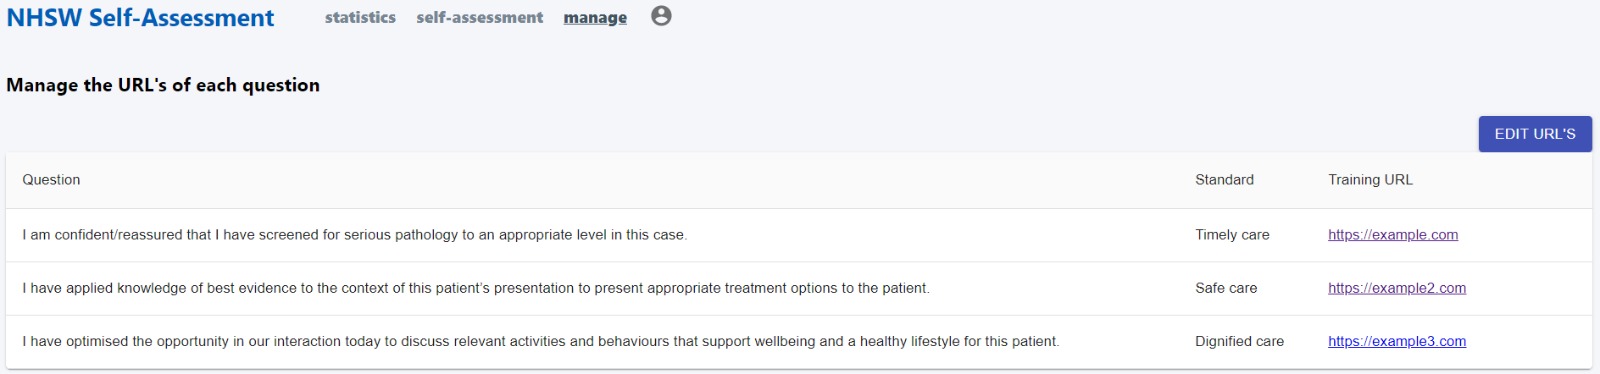 NHSW Self-Assessment statistics self-assessment manage
Manage the URL's of each question
EDIT URL'S
Question Standard Training URL
I am confident/reassured that I have screened for serious pathology to an appropriate level in this case. Timely care https://example.com
I have applied knowledge of best evidence to the context of this patient's presentation to present appropriate treatment options to the patient. Safe care https://example2.com
I have optimised the opportunity in our interaction today to discuss relevant activities and behaviours that support wellbeing and a healthy lifestyle for this patient. Dignified care https://example3.com